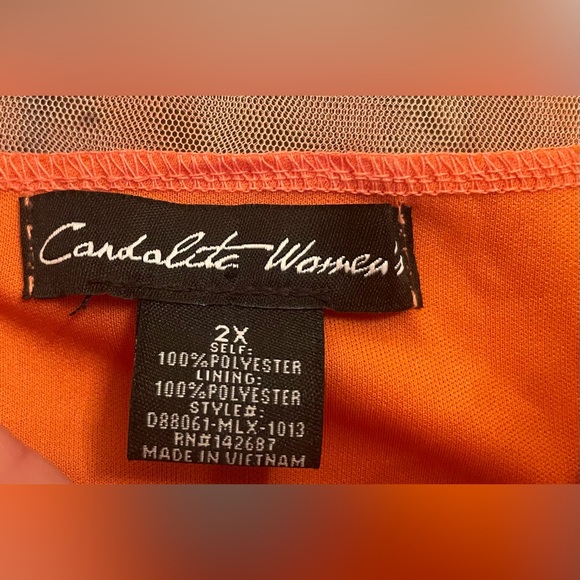 Candalite Women's
2X
SELF:
100%POLYESTER
LINING:
100%POLYESTER
STYLE#:
D88061-MLX-1013
RN#142687
MADE IN VIETNAM